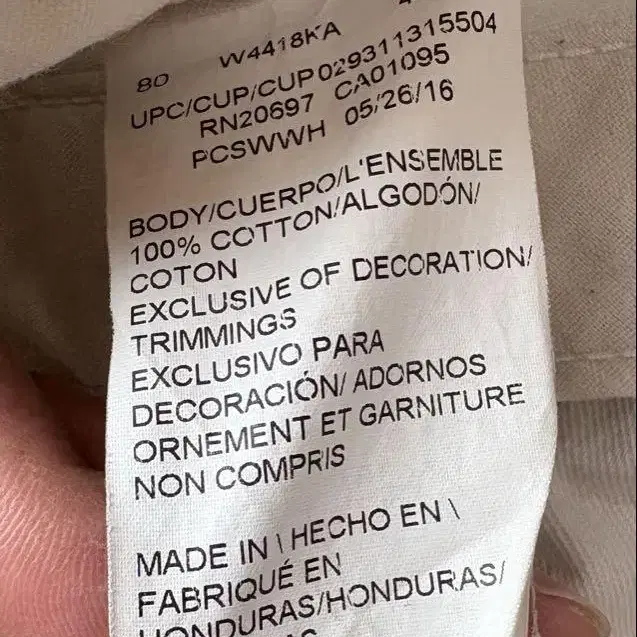 80 W4418KA
UPC/CUP/CUP029311315504
RN20697 CA01095
PCSWWH 05/26/16
BODY/CUERPO/L'ENSEMBLE
100% COTTON/ALGODÓN/
COTON
EXCLUSIVE OF DECORATION/
TRIMMINGS
EXCLUSIVO PARA
DECORACIÓN/ ADORNOS
ORNEMENT ET GARNITURE
NON COMPRIS
MADE IN \ HECHO EN \
FABRIQUÉ EN
HONDURAS/HONDURAS/